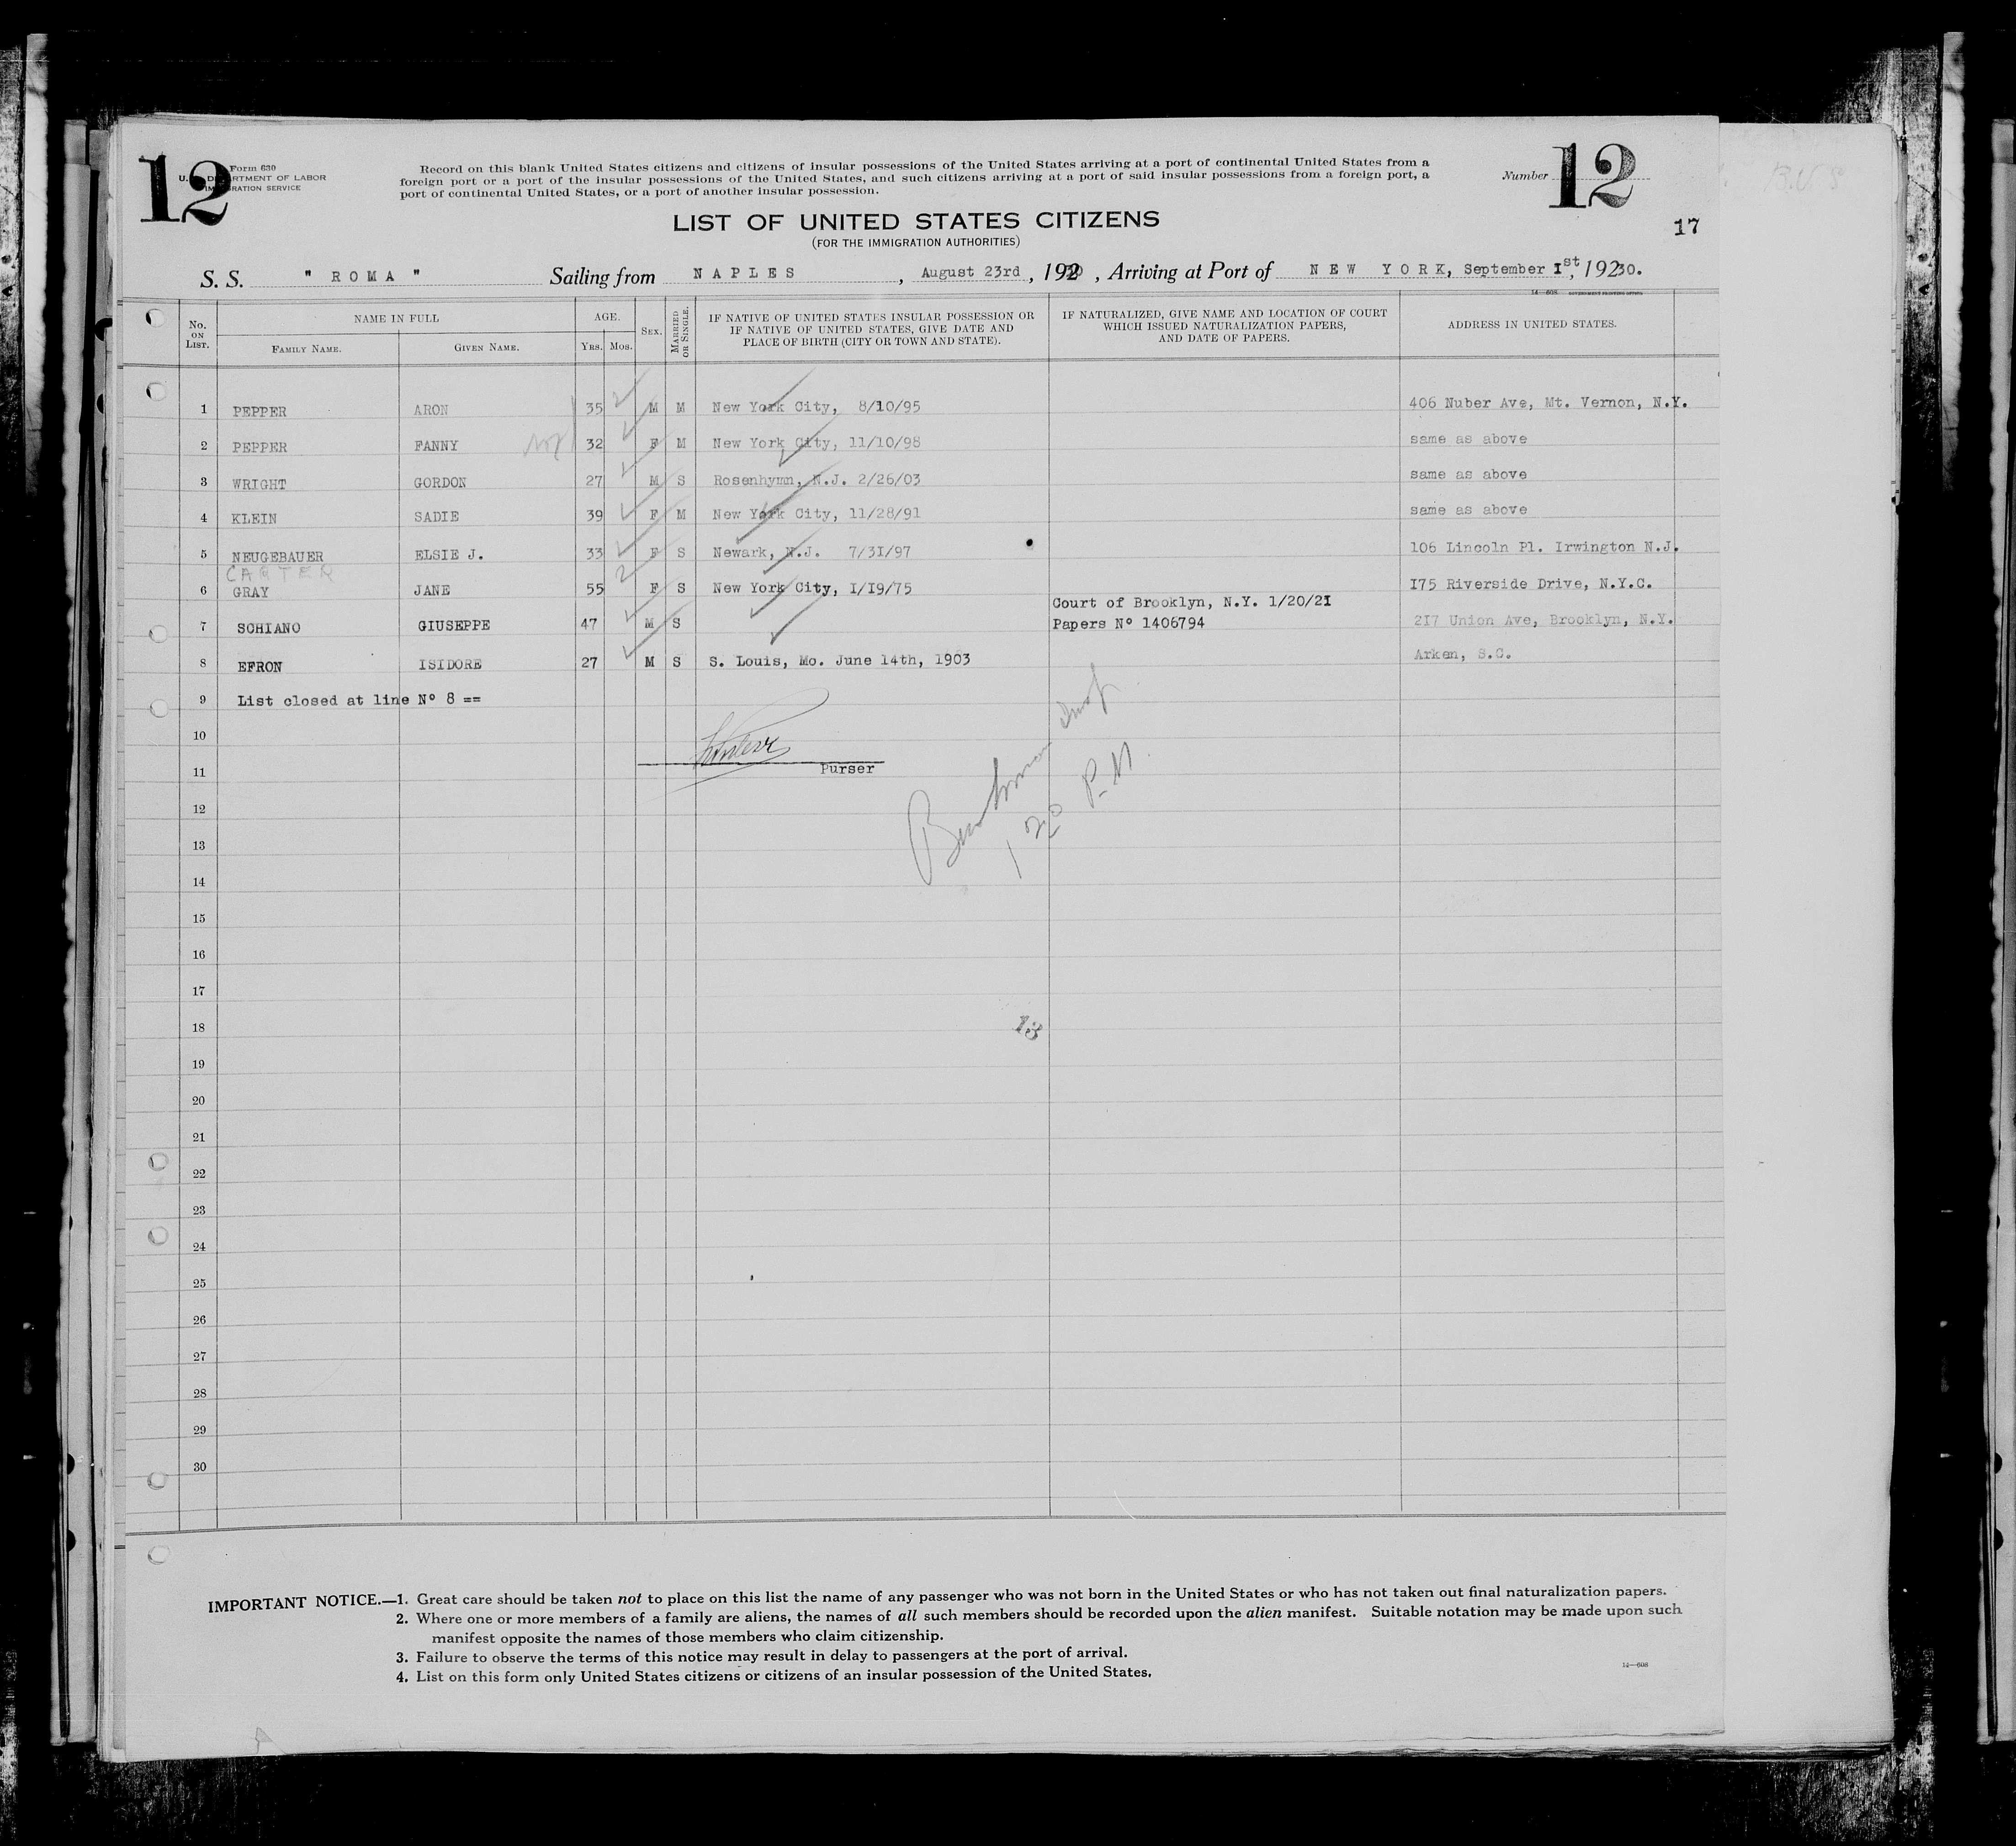 12
Form 630
U. S. DEPARTMENT OF LABOR
IMMIGRATION SERVICE
Record on this blank United States citizens and citizens of insular possessions of the United States arriving at a port of continental United States from a
foreign port or a port of the insular possessions of the United States, and such citizens arriving at a port of said insular possessions from a foreign port, a
port of continental United States, or a port of another insular possession.
Number 12
17
LIST OF UNITED STATES CITIZENS
(FOR THE IMMIGRATION AUTHORITIES)
S. S. " ROMA " Sailing from NAPLES, August 23rd, 1930, Arriving at Port of NEW YORK, September Ist, 19230.
No. ON LIST. NAME IN FULL FAMILY NAME. GIVEN NAME. AGE. YRS. MOS. SEX. MARRIED OR SINGLE. IF NATIVE OF UNITED STATES INSULAR POSSESSION OR IF NATIVE OF UNITED STATES, GIVE DATE AND PLACE OF BIRTH (CITY OR TOWN AND STATE). IF NATURALIZED, GIVE NAME AND LOCATION OF COURT WHICH ISSUED NATURALIZATION PAPERS, AND DATE OF PAPERS. ADDRESS IN UNITED STATES.
1 PEPPER ARON 35 M M New York City, 8/10/95 406 Nuber Ave, Mt. Vernon, N.Y.
2 PEPPER FANNY 32 F M New York City, 11/10/98 same as above
3 WRIGHT GORDON 27 M S Rosenhymn, N.J. 2/26/03 same as above
4 KLEIN SADIE 39 F M New York City, 11/28/91 same as above
5 NEUGEBAUER ELSIE J. 33 F S Newark, N.J. 7/3I/97 106 Lincoln Pl. Irwington N.J.
CARTER
6 GRAY JANE 55 F S New York City, I/I9/75 I75 Riverside Drive, N.Y.C.
Court of Brooklyn, N.Y. 1/20/2I
7 SCHIANO GIUSEPPE 47 M S Papers Nº 1406794 2I7 Union Ave, Brooklyn, N.Y.
8 EFRON ISIDORE 27 M S S. Louis, Mo. June 14th, 1903 Arken, S.C.
9 List closed at line Nº 8 ==
10
11 Purser
1 20 P.M
12
13
14
15
16
17
18
13
19
20
21
22
23
24
25
26
27
28
29
30
IMPORTANT NOTICE.—1. Great care should be taken not to place on this list the name of any passenger who was not born in the United States or who has not taken out final naturalization papers.
2. Where one or more members of a family are aliens, the names of all such members should be recorded upon the alien manifest. Suitable notation may be made upon such
manifest opposite the names of those members who claim citizenship.
3. Failure to observe the terms of this notice may result in delay to passengers at the port of arrival.
4. List on this form only United States citizens or citizens of an insular possession of the United States.
14—608